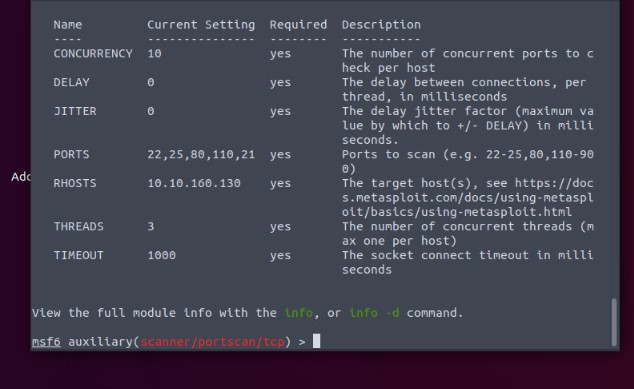 Name Current Setting Required Description
---- --------------- -------- -----------
CONCURRENCY 10 yes The number of concurrent ports to c
heck per host
DELAY 0 yes The delay between connections, per
thread, in milliseconds
JITTER 0 yes The delay jitter factor (maximum va
lue by which to +/- DELAY) in milli
seconds.
PORTS 22,25,80,110,21 yes Ports to scan (e.g. 22-25,80,110-90
0)
Add
RHOSTS 10.10.160.130 yes The target host(s), see https://doc
s.metasploit.com/docs/using-metaspl
oit/basics/using-metasploit.html
THREADS 3 yes The number of concurrent threads (m
ax one per host)
TIMEOUT 1000 yes The socket connect timeout in milli
seconds
View the full module info with the info, or info -d command.
msf6 auxiliary(scanner/portscan/tcp) >